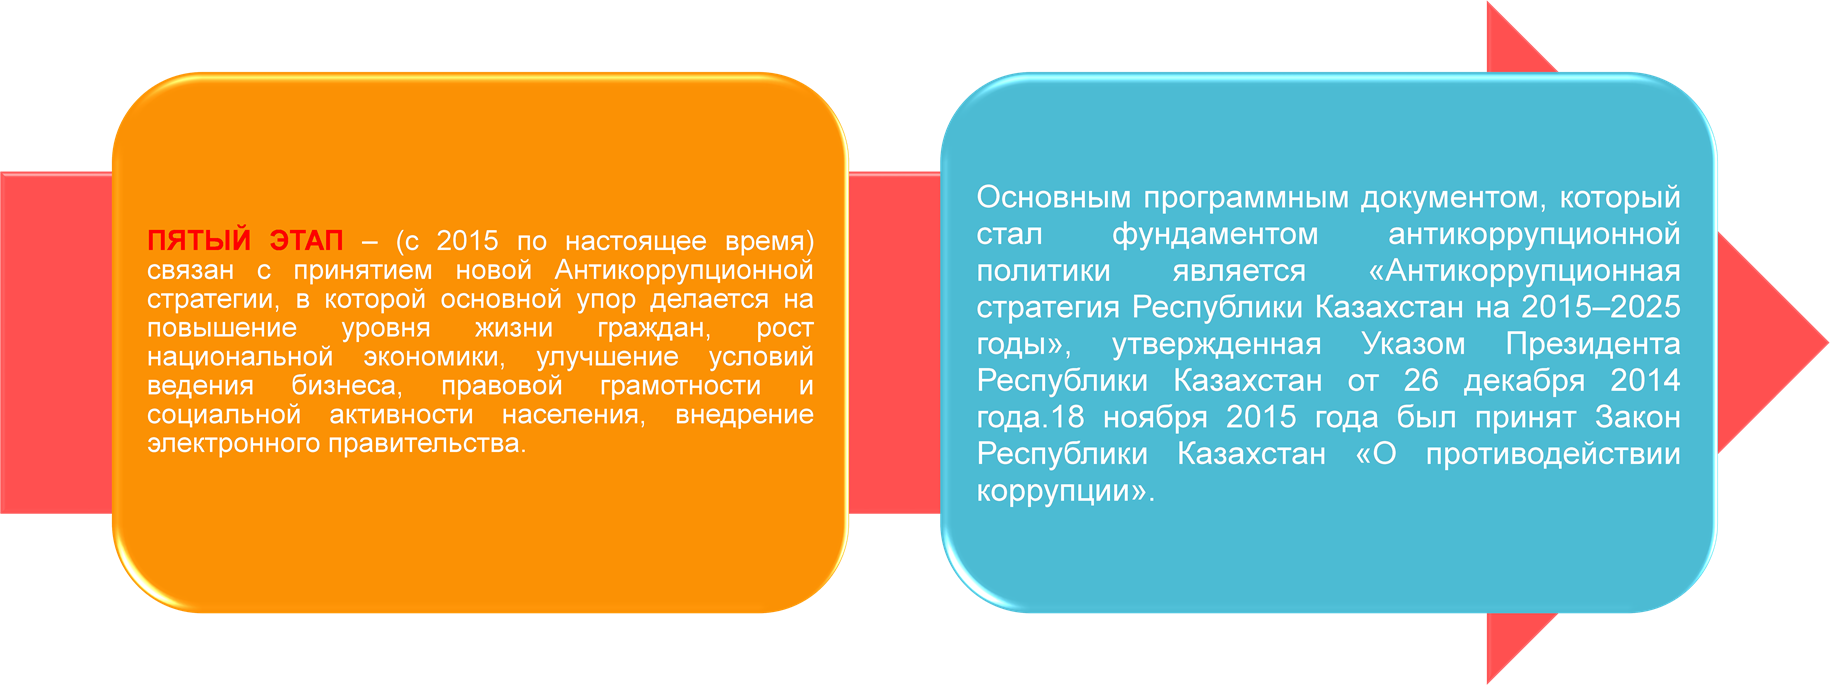 ПЯТЫЙ ЭТАП – (с 2015 по настоящее время)
связан с принятием новой Антикоррупционной
стратегии, в которой основной упор делается на
повышение уровня жизни граждан, рост
национальной экономики, улучшение условий
ведения бизнеса, правовой грамотности и
социальной активности населения, внедрение
электронного правительства.
Основным программным документом, который
стал фундаментом антикоррупционной
политики является «Антикоррупционная
стратегия Республики Казахстан на 2015–2025
годы», утвержденная Указом Президента
Республики Казахстан от 26 декабря 2014
года.18 ноября 2015 года был принят Закон
Республики Казахстан «О противодействии
коррупции».